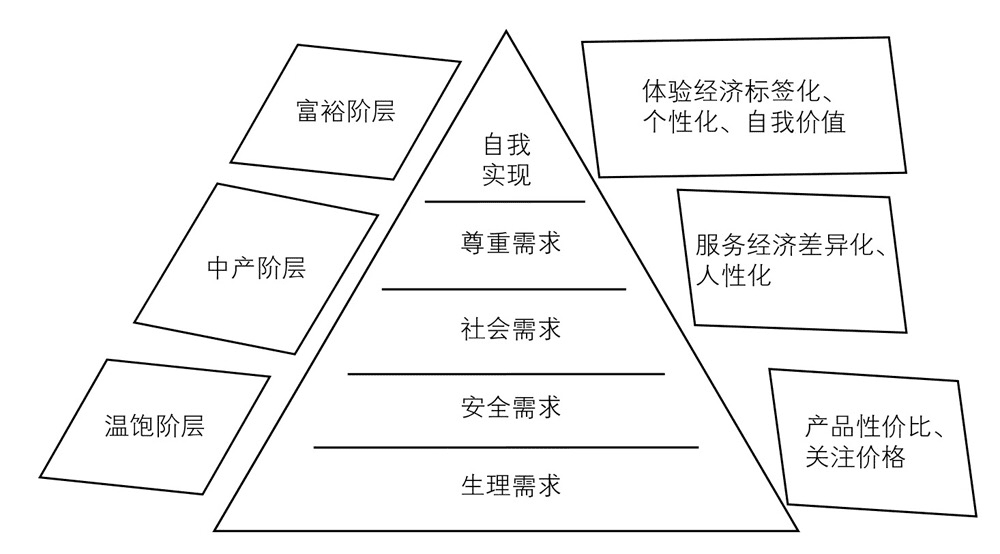 富裕阶层
自我
实现
体验经济标签化、
个性化、自我价值
中产阶层
尊重需求
社会需求
服务经济差异化、
人性化
温饱阶层
安全需求
生理需求
产品性价比、
关注价格